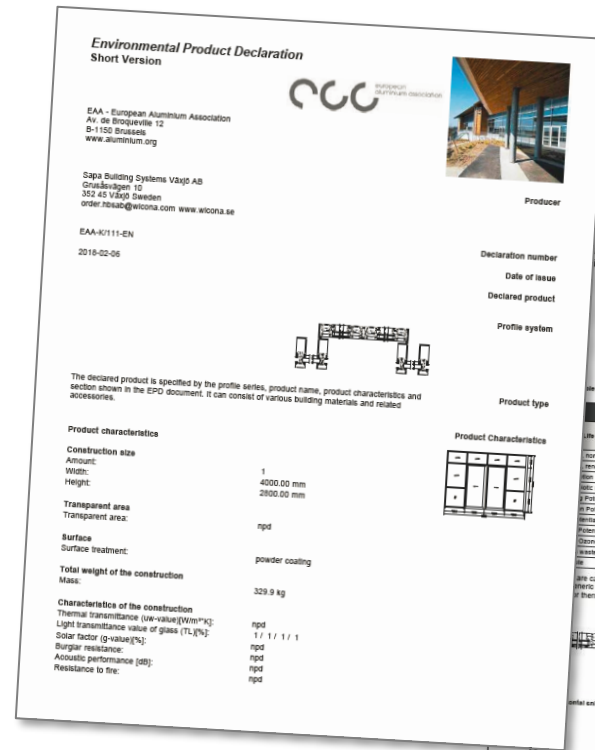 Environmental Product Declaration
Short Version
european
aluminium association
EAA - European Aluminium Association
Av. de Broqueville 12
B-1150 Brussels
www.aluminium.org
Sapa Building Systems Växjö AB
Grusåsvägen 10
352 45 Växjö Sweden
order.hbsab@wicona.com www.wicona.se
Producer
EAA-K/111-EN
Declaration number
2018-02-06
Date of issue
Declared product
Profile system
The declared product is specified by the profile series, product name, product characteristics and
section shown in the EPD document. It can consist of various building materials and related
accessories.
Product type
Product characteristics
Product Characteristics
Construction size
Amount: 1
Width: 4000.00 mm
Height: 2800.00 mm
Transparent area
Transparent area: npd
Surface
Surface treatment: powder coating
Total weight of the construction
Mass: 329.9 kg
Characteristics of the construction
Thermal transmittance (uw-value)[W/m²*K]: npd
Light transmittance value of glass (TL)[%]: 1 / 1 / 1 / 1
Solar factor (g-value)[%]: npd
Burglar resistance: npd
Acoustic performance [dB]: npd
Resistance to fire: npd